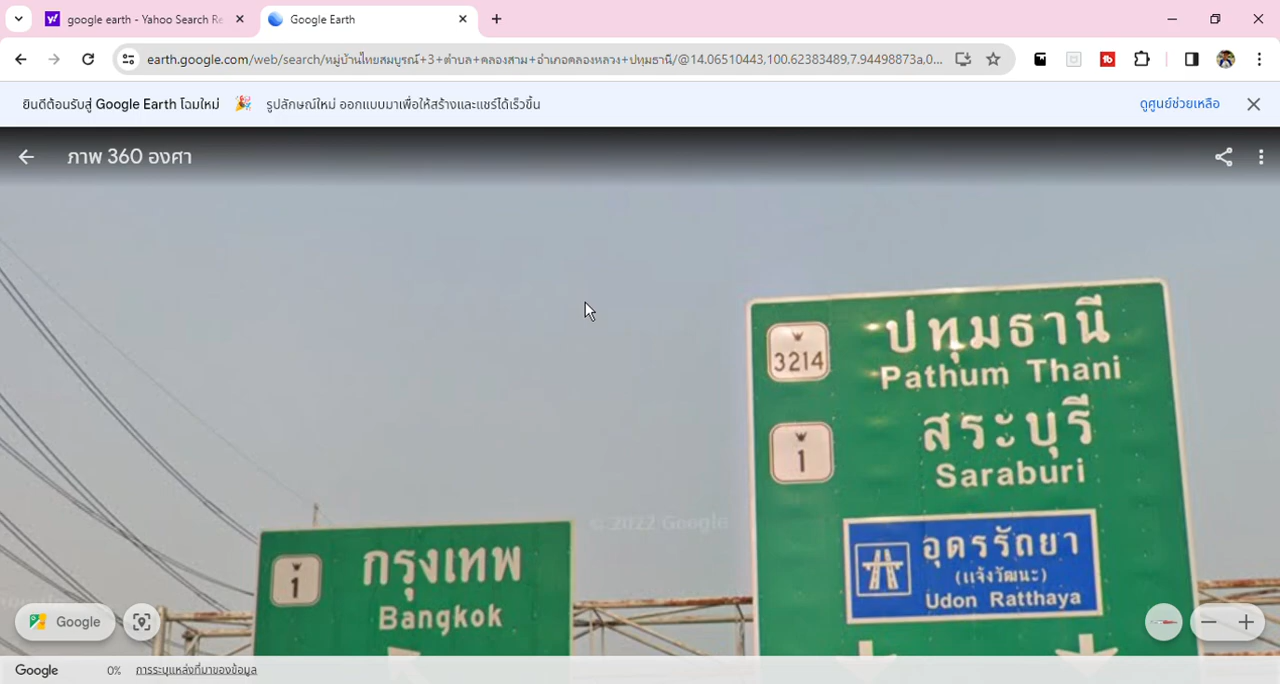 google earth - Yahoo Search Re
Google Earth
earth.google.com/web/search/หมู่บ้านไทยสมบูรณ์+3+ตำบล+คลองสาม+อำเภอคลองหลวง+ปทุมธานี/@14.06510443,100.62383489,7.94498873a,0...
ยินดีต้อนรับสู่ Google Earth โฉมใหม่ 🎉 รูปลักษณ์ใหม่ ออกแบบมาเพื่อให้สร้างและแชร์ได้เร็วขึ้น
ดูศูนย์ช่วยเหลือ
ภาพ 360 องศา
3214
ปทุมธานี
Pathum Thani
1
สระบุรี
Saraburi
อุดรรัถยา
(แจ้งวัฒนะ)
Udon Ratthaya
© 2022 Google
1
กรุงเทพ
Bangkok
Google
Google
0%
การระบุแหล่งที่มาของข้อมูล